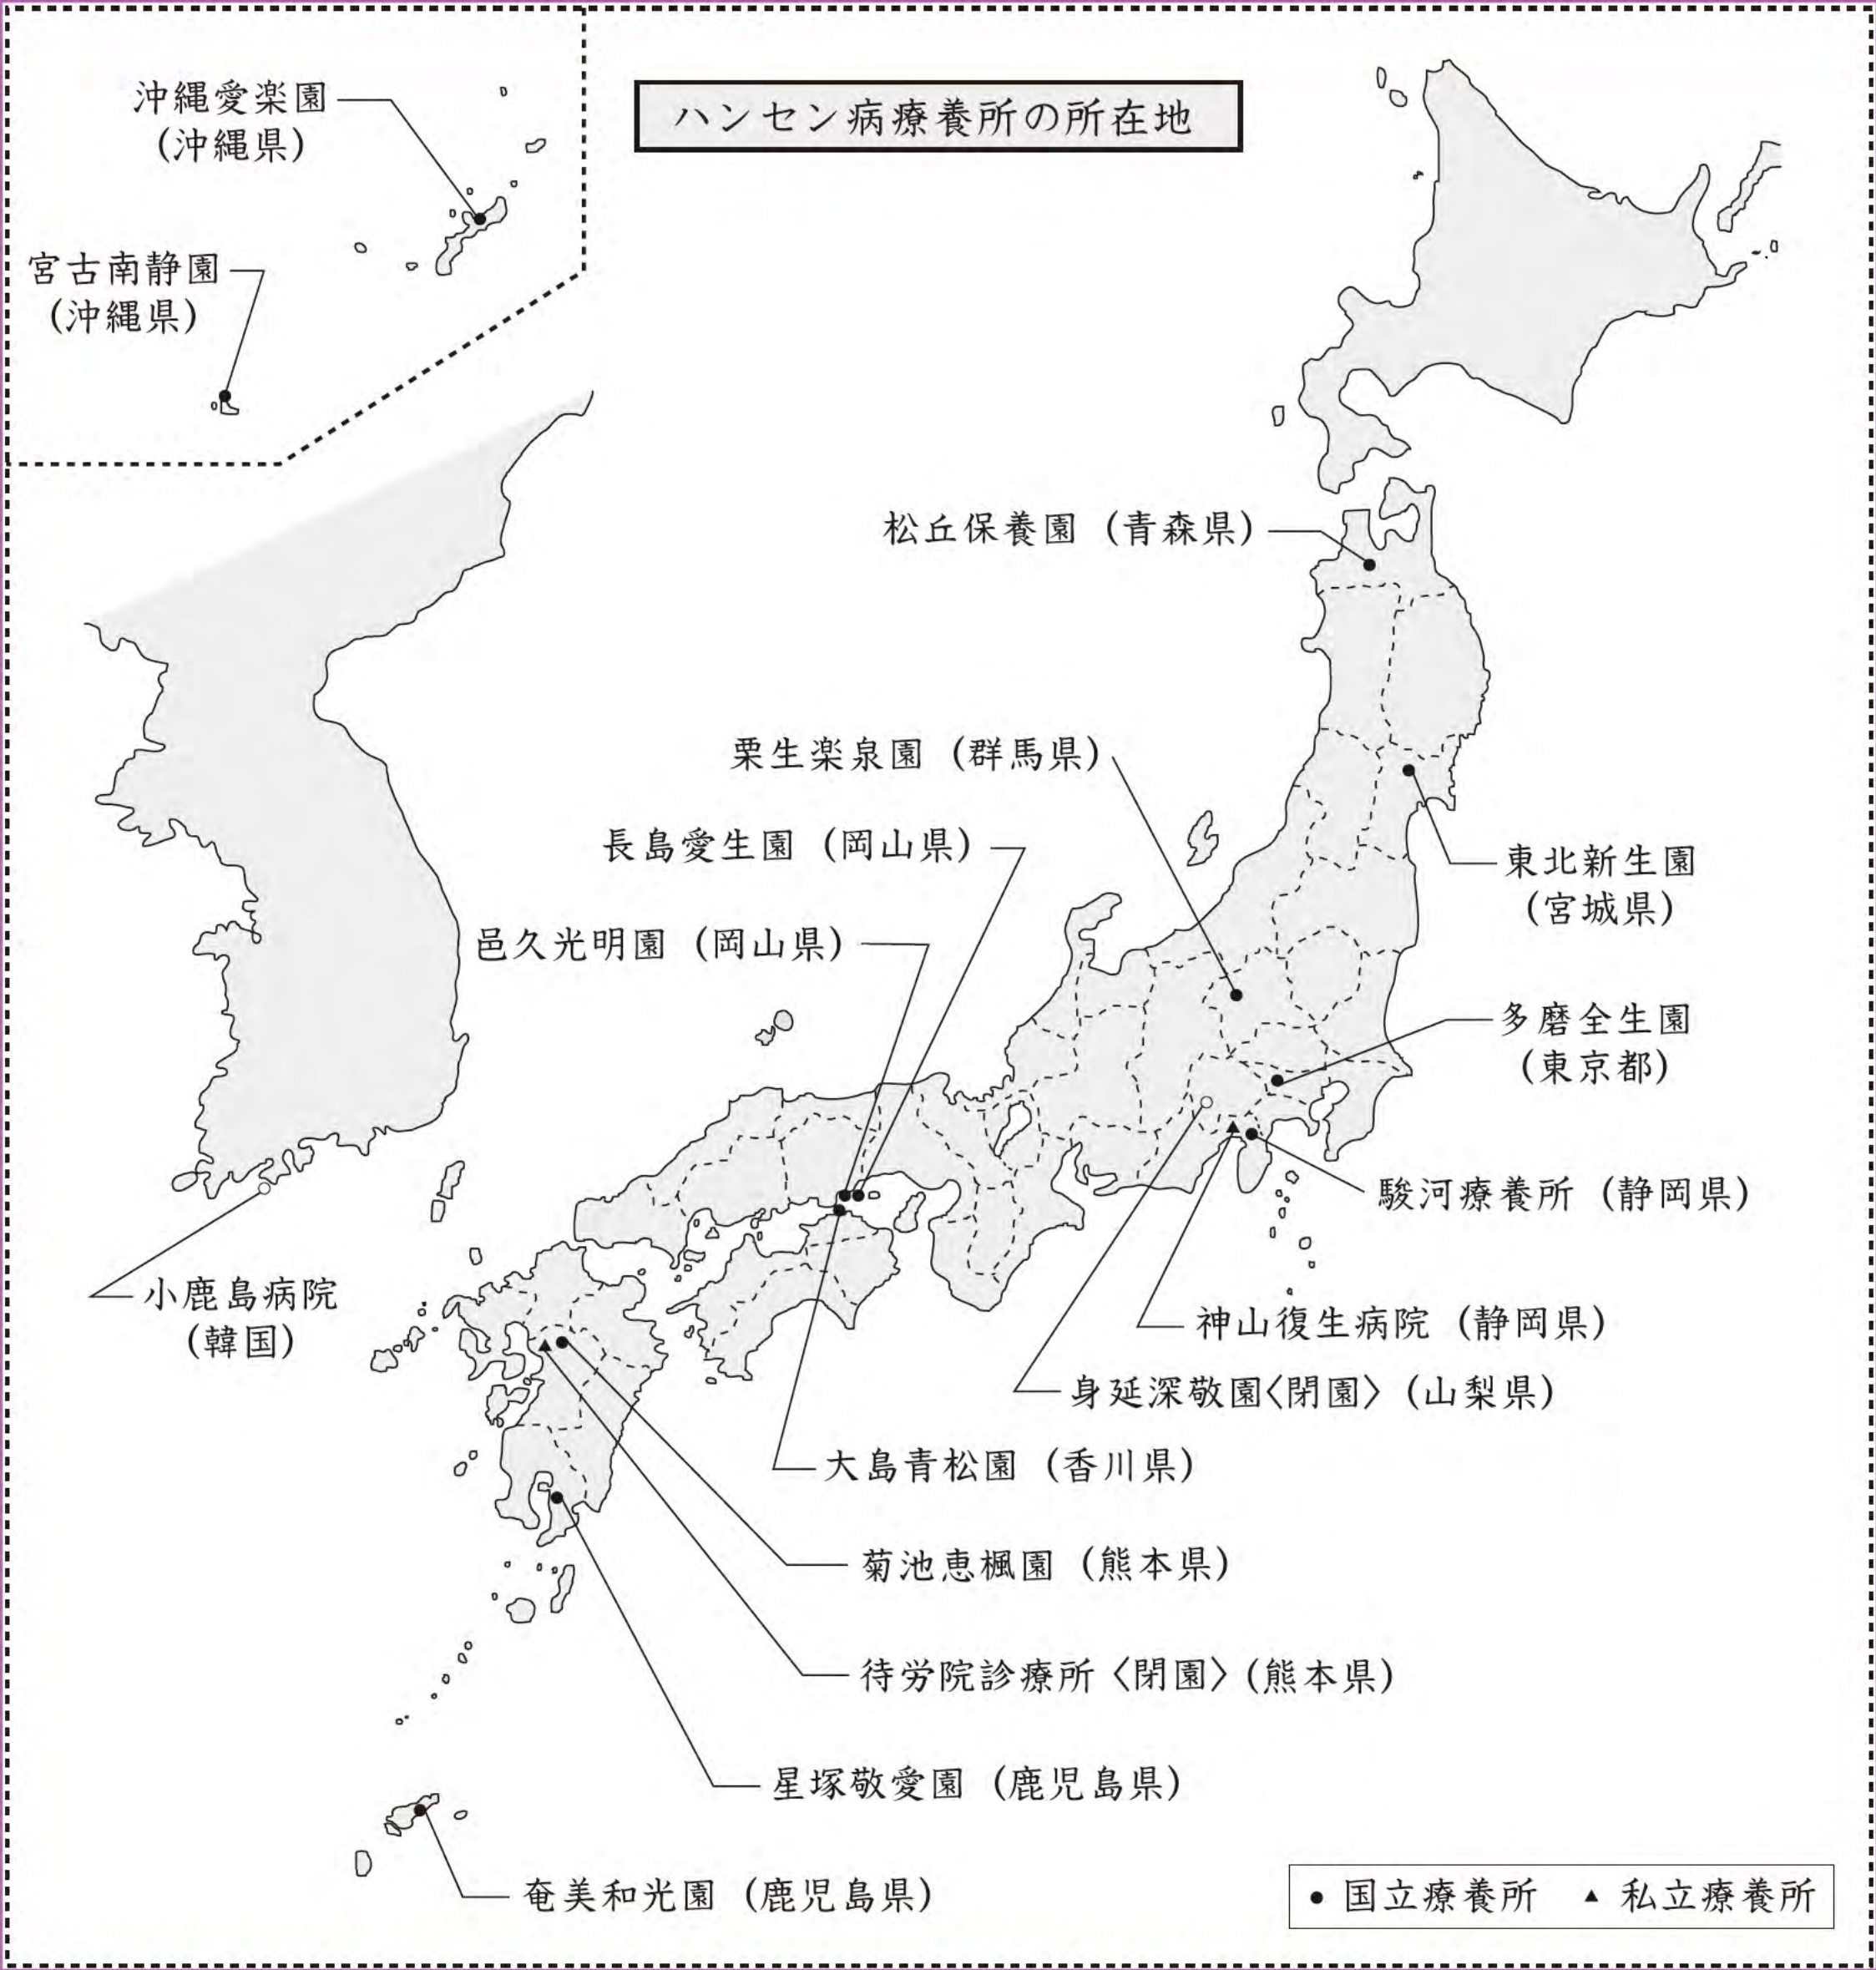 ハンセン病療養所の所在地
沖縄愛楽園
(沖縄県)
宮古南静園
(沖縄県)
松丘保養園 (青森県)
栗生楽泉園 (群馬県)
長島愛生園 (岡山県)
東北新生園
(宮城県)
邑久光明園 (岡山県)
多磨全生園
(東京都)
駿河療養所 (静岡県)
小鹿島病院
(韓国)
神山復生病院 (静岡県)
身延深敬園〈閉園〉 (山梨県)
大島青松園 (香川県)
菊池恵楓園 (熊本県)
待労院診療所〈閉園〉(熊本県)
星塚敬愛園 (鹿児島県)
奄美和光園 (鹿児島県)
● 国立療養所 ▲ 私立療養所